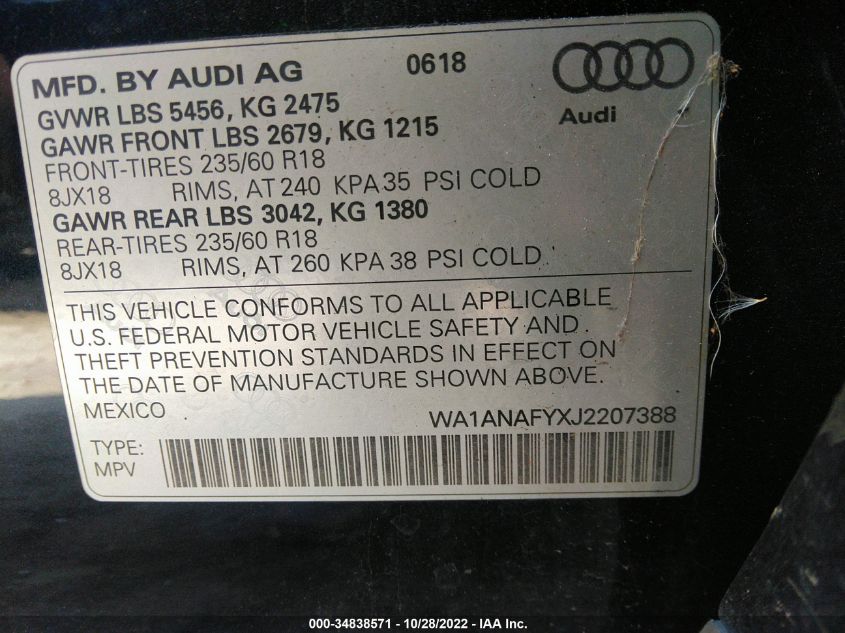 MFD. BY AUDI AG 0618
Audi
GVWR LBS 5456, KG 2475
GAWR FRONT LBS 2679, KG 1215
FRONT-TIRES 235/60 R18
8JX18 RIMS, AT 240 KPA 35 PSI COLD
GAWR REAR LBS 3042, KG 1380
REAR-TIRES 235/60 R18
8JX18 RIMS, AT 260 KPA 38 PSI COLD
THIS VEHICLE CONFORMS TO ALL APPLICABLE
U.S. FEDERAL MOTOR VEHICLE SAFETY AND
THEFT PREVENTION STANDARDS IN EFFECT ON
THE DATE OF MANUFACTURE SHOWN ABOVE.
MEXICO WA1ANAFYXJ2207388
TYPE:
MPV
000-34838571 - 10/28/2022 - IAA Inc.